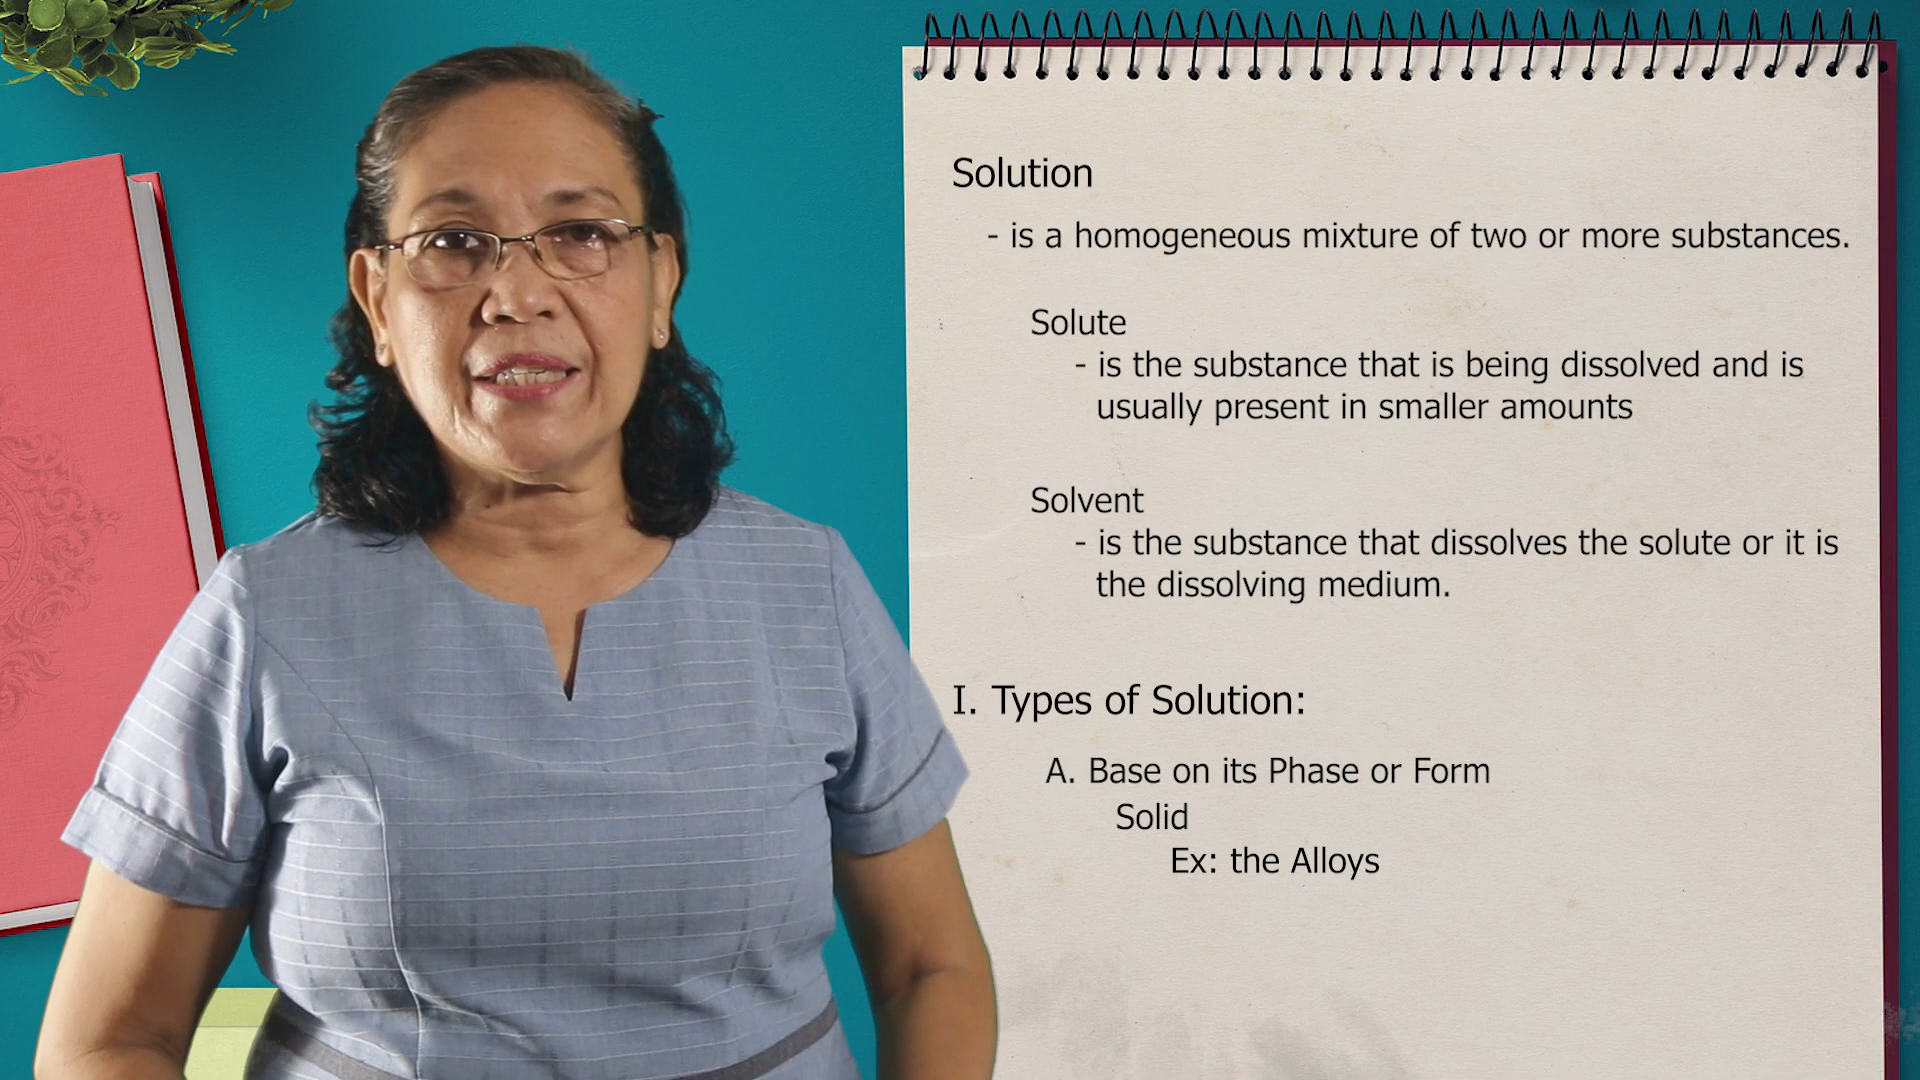 Solution
- is a homogeneous mixture of two or more substances.
Solute
- is the substance that is being dissolved and is
usually present in smaller amounts
Solvent
- is the substance that dissolves the solute or it is
the dissolving medium.
I. Types of Solution:
A. Base on its Phase or Form
Solid
Ex: the Alloys